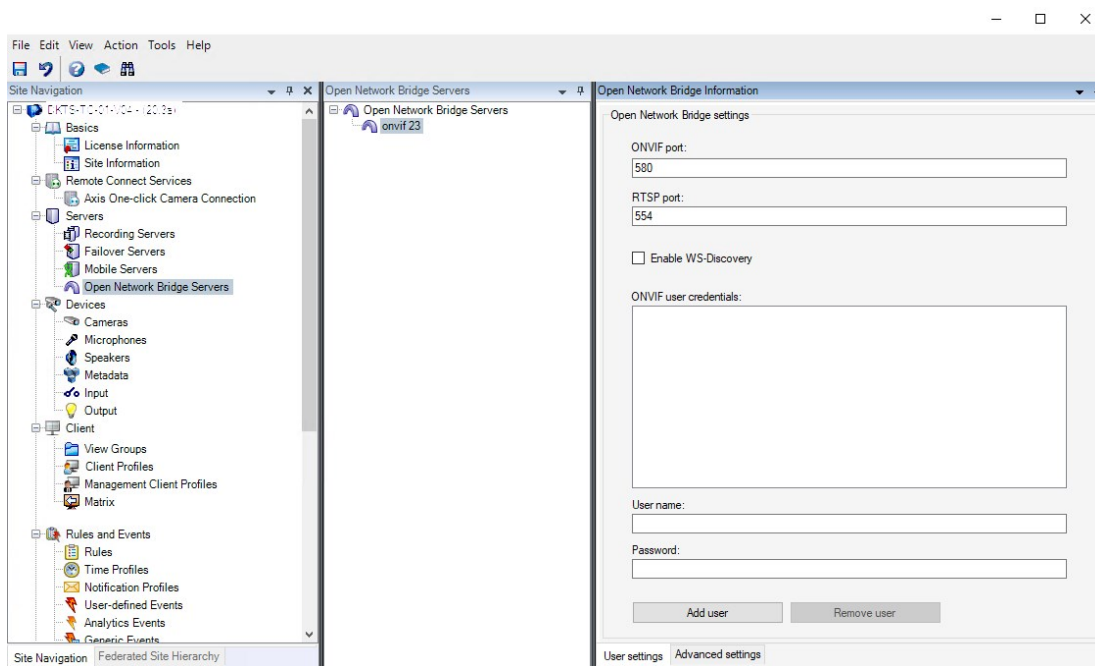 File Edit View Action Tools Help
Site Navigation
Basics
License Information
Site Information
Remote Connect Services
Axis One-click Camera Connection
Servers
Recording Servers
Failover Servers
Mobile Servers
Open Network Bridge Servers
Devices
Cameras
Microphones
Speakers
Metadata
Input
Output
Client
View Groups
Client Profiles
Management Client Profiles
Matrix
Rules and Events
Rules
Time Profiles
Notification Profiles
User-defined Events
Analytics Events
Generic Events
Site Navigation Federated Site Hierarchy
Open Network Bridge Servers
Open Network Bridge Servers
onvif 23
Open Network Bridge Information
Open Network Bridge settings
ONVIF port:
580
RTSP port:
554
Enable WS-Discovery
ONVIF user credentials:
User name:
Password:
Add user Remove user
User settings Advanced settings